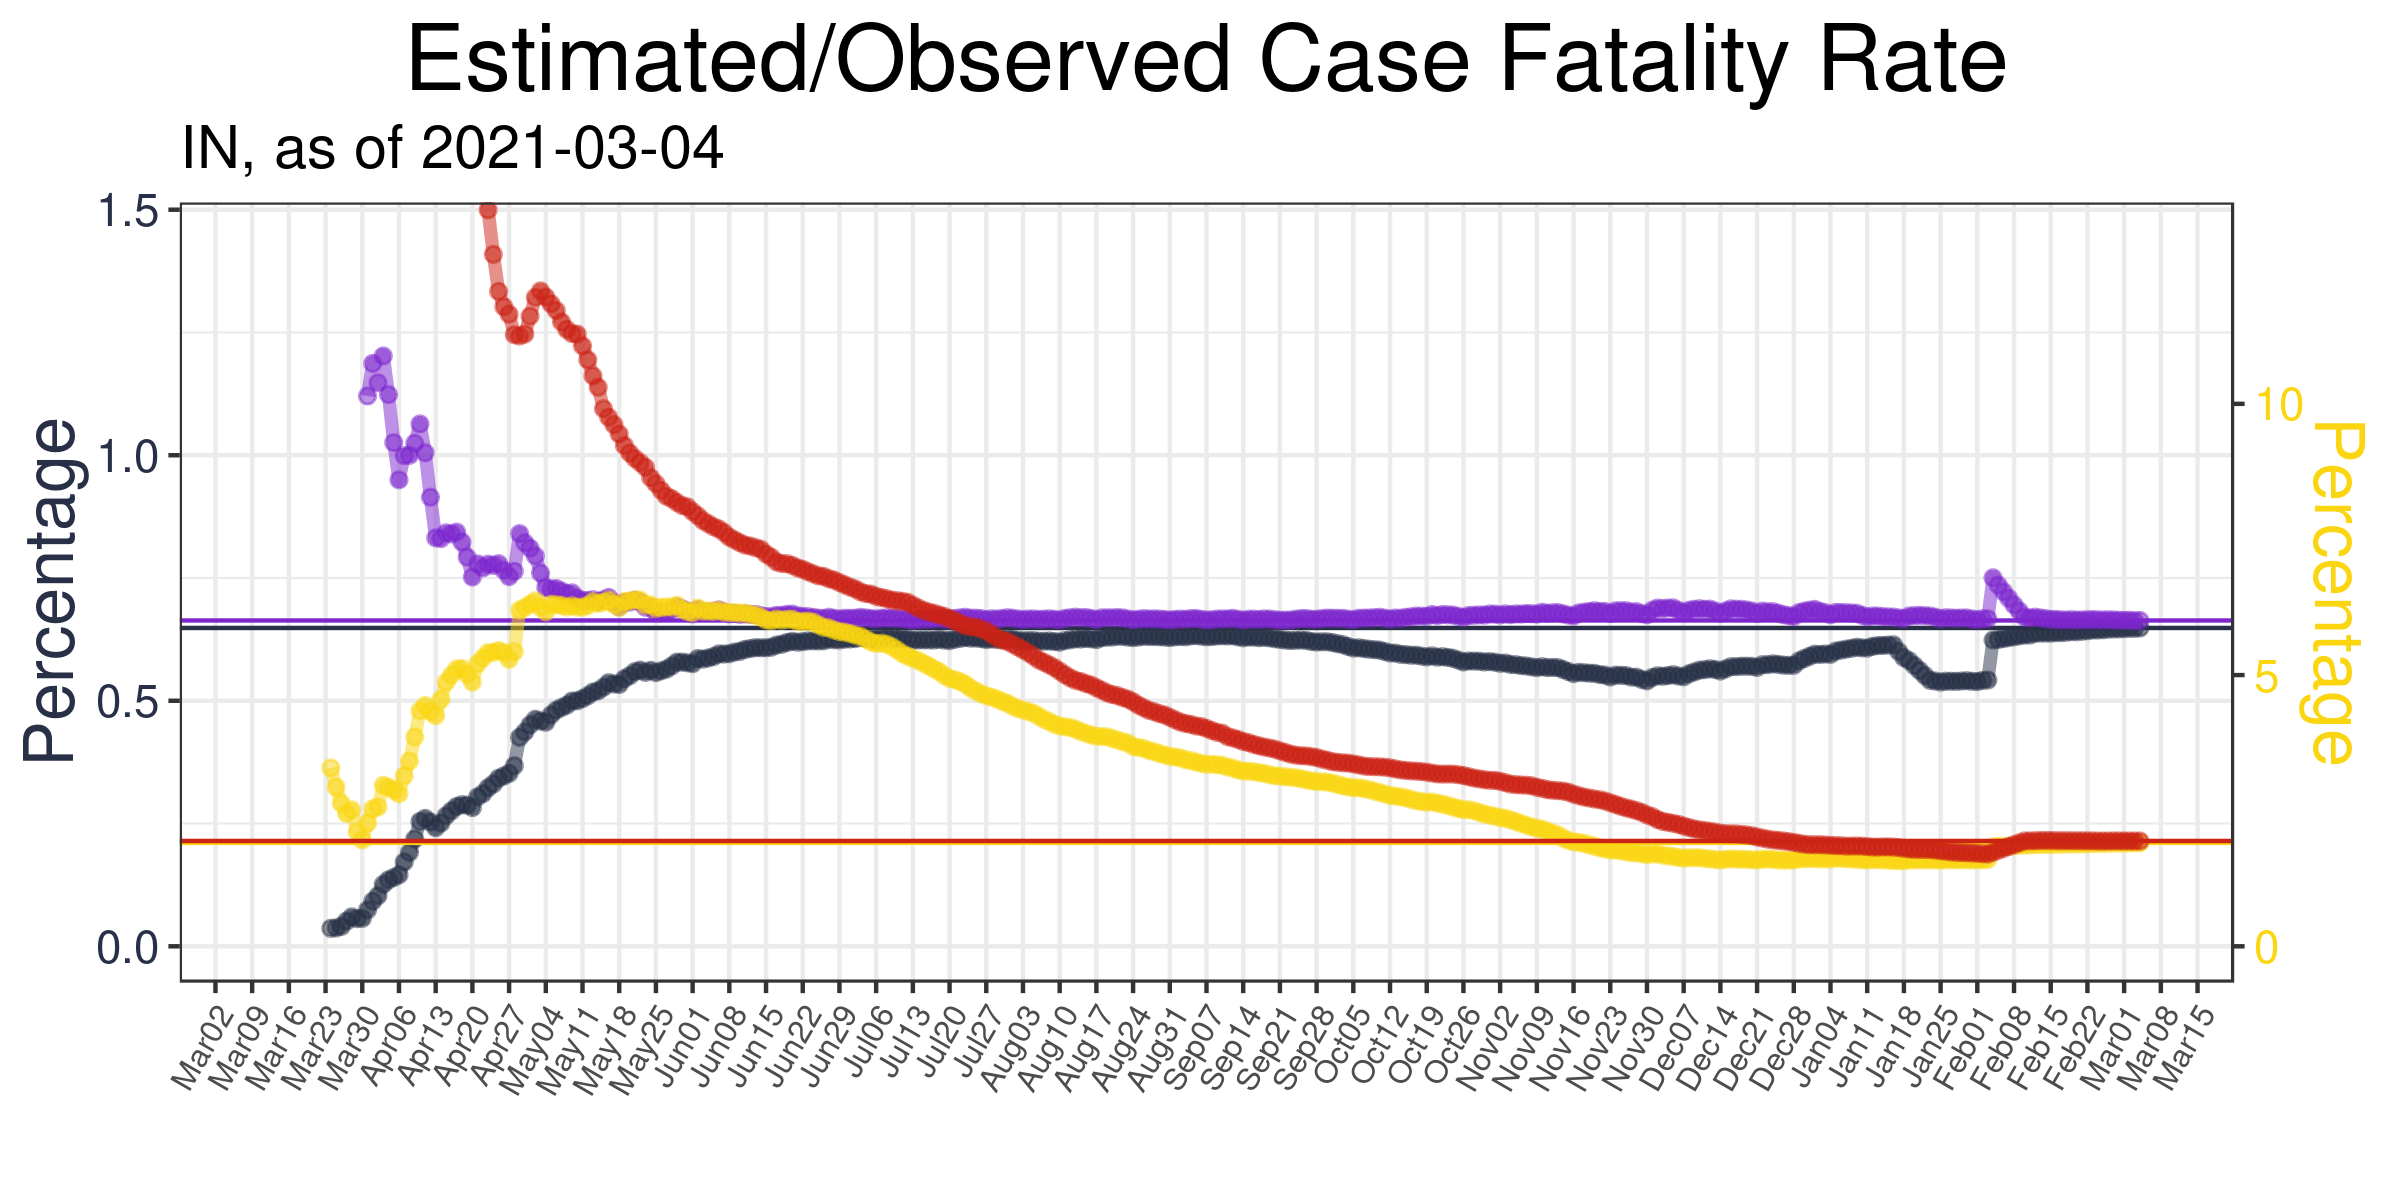 Estimated/Observed Case Fatality Rate
IN, as of 2021-03-04
Percentage
1.5
1.0
0.5
0.0
10
5
0
Percentage
Mar02
Mar09
Mar16
Mar23
Mar30
Apr06
Apr13
Apr20
Apr27
May04
May11
May18
May25
Jun01
Jun08
Jun15
Jun22
Jun29
Jul06
Jul13
Jul20
Jul27
Aug03
Aug10
Aug17
Aug24
Aug31
Sep07
Sep14
Sep21
Sep28
Oct05
Oct12
Oct19
Oct26
Nov02
Nov09
Nov16
Nov23
Nov30
Dec07
Dec14
Dec21
Dec28
Jan04
Jan11
Jan18
Jan25
Feb01
Feb08
Feb15
Feb22
Mar01
Mar08
Mar15